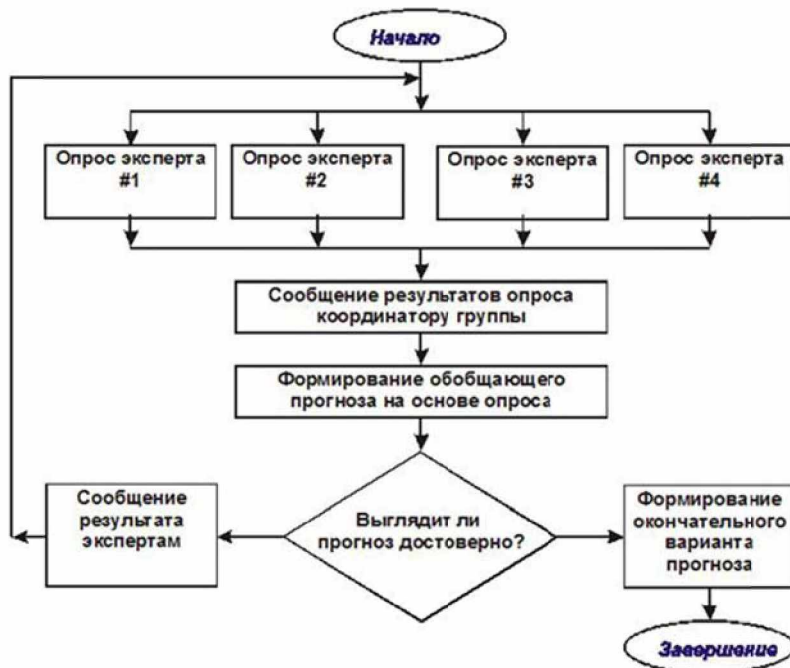 Начало
Опрос эксперта
#1
Опрос эксперта
#2
Опрос эксперта
#3
Опрос эксперта
#4
Сообщение результатов опроса
координатору группы
Формирование обобщающего
прогноза на основе опроса
Сообщение
результата
экспертам
Выглядит ли
прогноз достоверно?
Формирование
окончательного
варианта
прогноза
Завершение